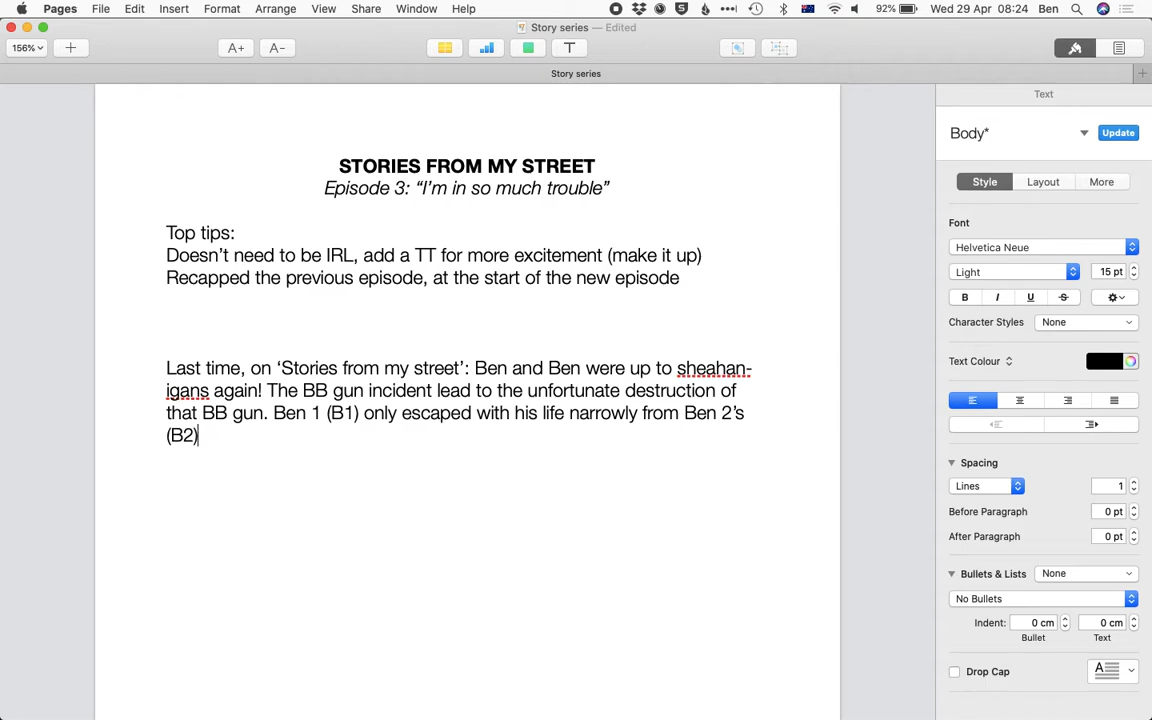 Pages File Edit Insert Format Arrange View Share Window Help 92% Wed 29 Apr 08:24 Ben
Story series — Edited
156% A+ A− T
Story series
Text
Body* Update
Style Layout More
Font
Helvetica Neue
Light 15 pt
B I U S
Character Styles None
Text Colour
Spacing
Lines 1
Before Paragraph 0 pt
After Paragraph 0 pt
Bullets & Lists None
No Bullets
Indent: 0 cm 0 cm
Bullet Text
Drop Cap A
STORIES FROM MY STREET
Episode 3: “I’m in so much trouble”
Top tips:
Doesn’t need to be IRL, add a TT for more excitement (make it up)
Recapped the previous episode, at the start of the new episode
Last time, on ‘Stories from my street’: Ben and Ben were up to sheahan-
igans again! The BB gun incident lead to the unfortunate destruction of
that BB gun. Ben 1 (B1) only escaped with his life narrowly from Ben 2’s
(B2)